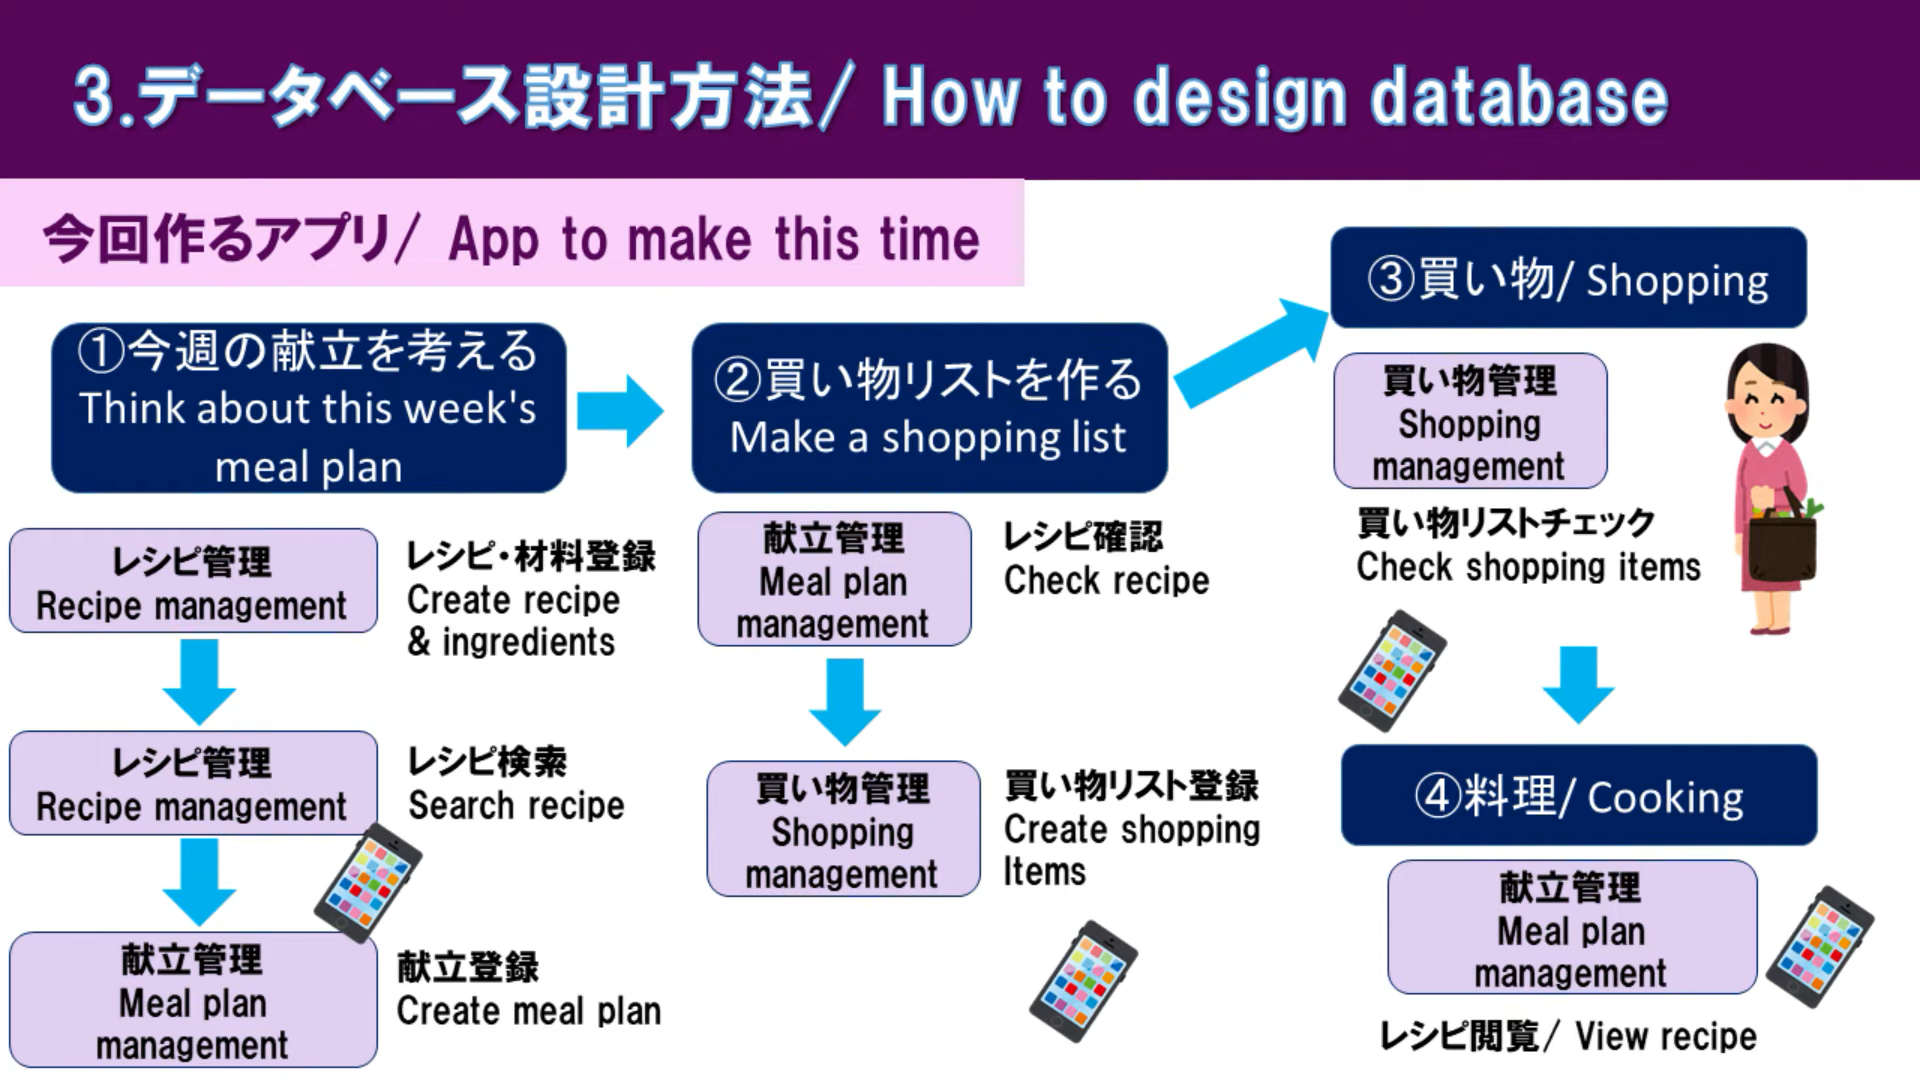 3.データベース設計方法/ How to design database
今回作るアプリ/ App to make this time
①今週の献立を考える
Think about this week's
meal plan
レシピ管理
Recipe management
レシピ・材料登録
Create recipe
& ingredients
レシピ管理
Recipe management
レシピ検索
Search recipe
献立管理
Meal plan
management
献立登録
Create meal plan
②買い物リストを作る
Make a shopping list
献立管理
Meal plan
management
レシピ確認
Check recipe
買い物管理
Shopping
management
買い物リスト登録
Create shopping
Items
③買い物/ Shopping
買い物管理
Shopping
management
買い物リストチェック
Check shopping items
④料理/ Cooking
献立管理
Meal plan
management
レシピ閲覧/ View recipe